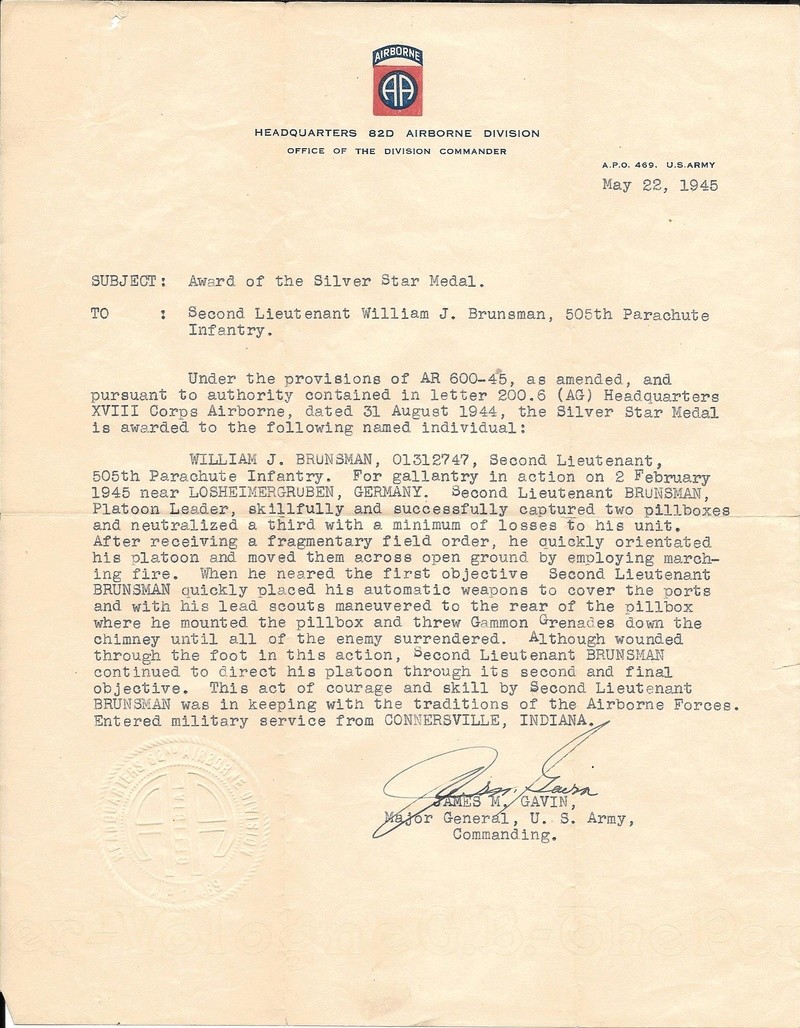 AIRBORNE
AA
HEADQUARTERS 82D AIRBORNE DIVISION
OFFICE OF THE DIVISION COMMANDER
A.P.O. 469. U.S.ARMY
May 22, 1945
SUBJECT: Award of the Silver Star Medal.
TO : Second Lieutenant William J. Brunsman, 505th Parachute
Infantry.
Under the provisions of AR 600-45, as amended, and
pursuant to authority contained in letter 200.6 (AG) Headquarters
XVIII Corps Airborne, dated 31 August 1944, the Silver Star Medal
is awarded to the following named individual:
WILLIAM J. BRUNSMAN, 01312747, Second Lieutenant,
505th Parachute Infantry. For gallantry in action on 2 February
1945 near LOSHEIMERGRUBEN, GERMANY. Second Lieutenant BRUNSMAN,
Platoon Leader, skillfully and successfully captured two pillboxes
and neutralized a third with a minimum of losses to his unit.
After receiving a fragmentary field order, he quickly orientated
his platoon and moved them across open ground by employing march-
ing fire. When he neared the first objective Second Lieutenant
BRUNSMAN quickly placed his automatic weapons to cover the ports
and with his lead scouts maneuvered to the rear of the pillbox
where he mounted the pillbox and threw Gammon Grenades down the
chimney until all of the enemy surrendered. Although wounded
through the foot in this action, Second Lieutenant BRUNSMAN
continued to direct his platoon through its second and final
objective. This act of courage and skill by Second Lieutenant
BRUNSMAN was in keeping with the traditions of the Airborne Forces.
Entered military service from CONNERSVILLE, INDIANA.
JAMES M. GAVIN,
Major General, U. S. Army,
Commanding.
HEADQUARTERS 82 AIRBORNE DIVISION